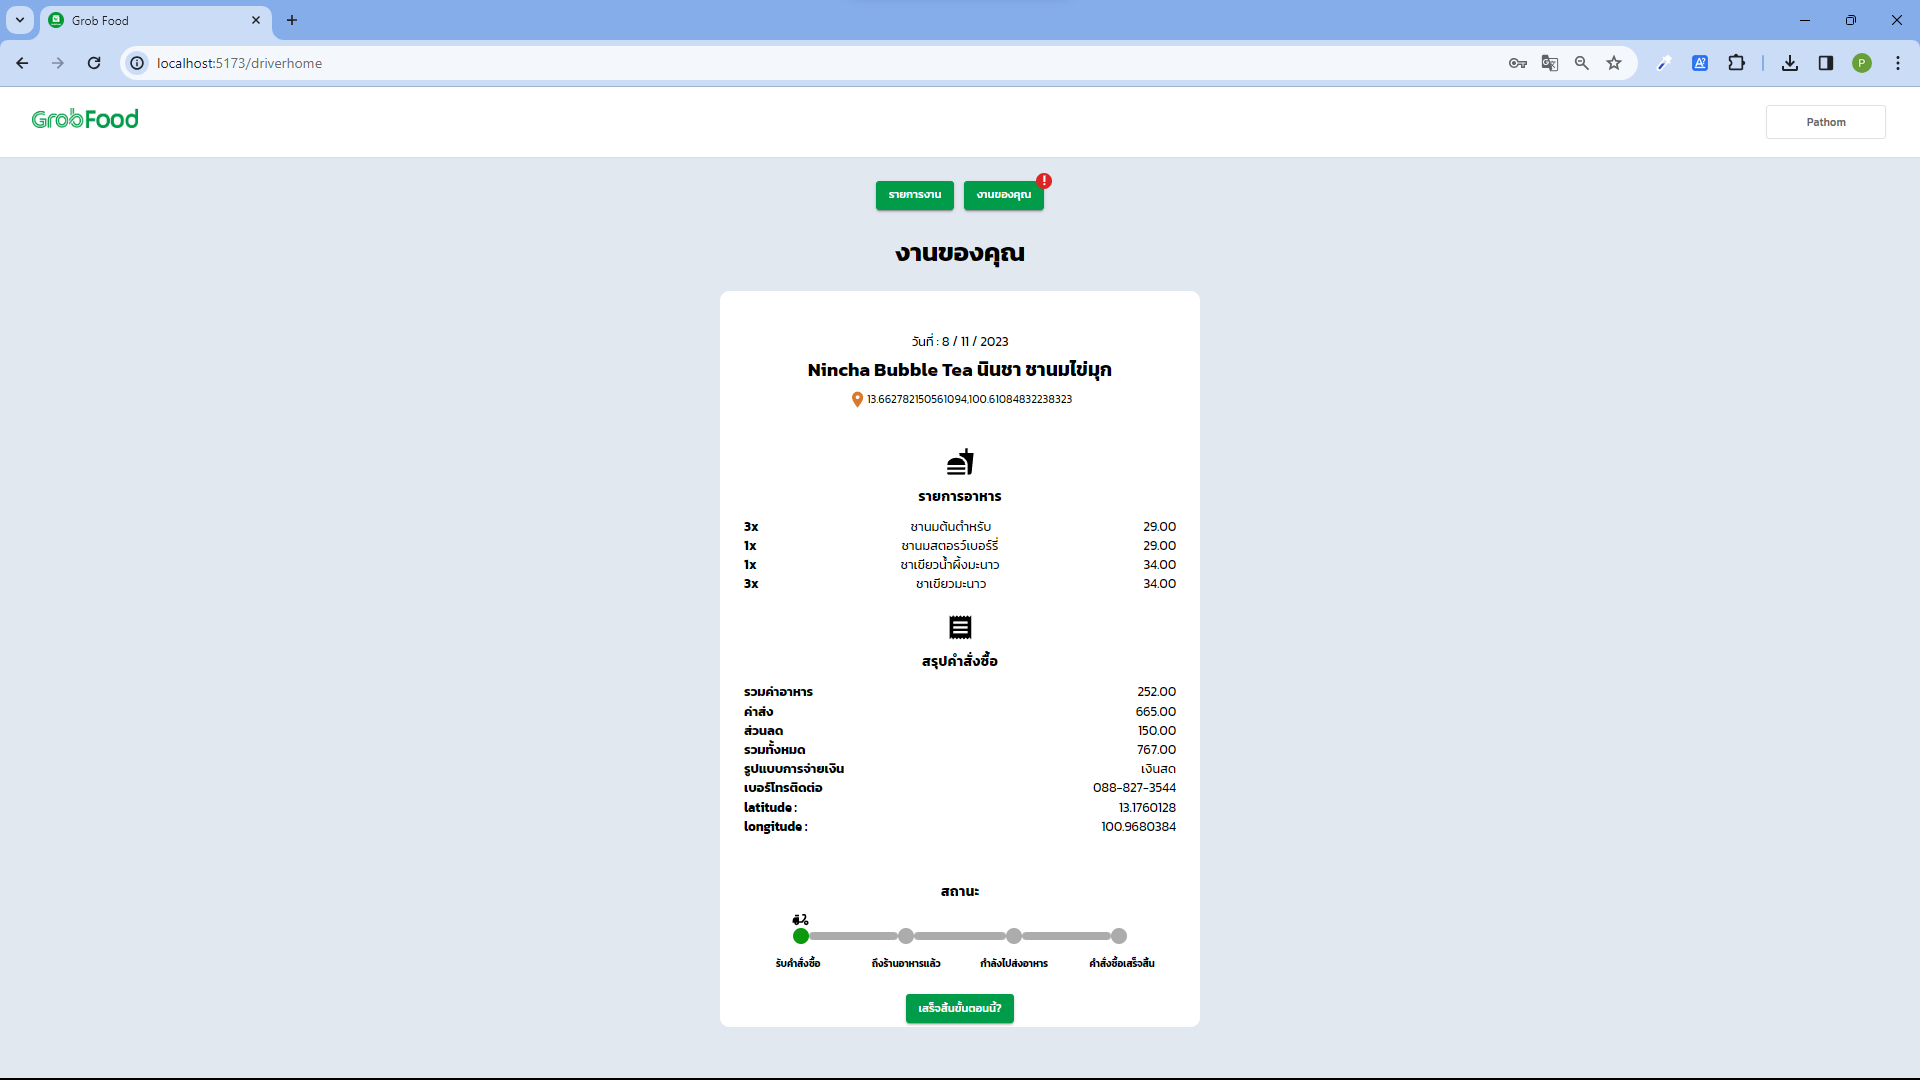 Grob Food
localhost:5173/driverhome
P
GrobFood
Pathom
รายการงาน
งานของคุณ
!
งานของคุณ
วันที่ : 8 / 11 / 2023
Nincha Bubble Tea นินชา ชานมไข่มุก
13.662782150561094,100.61084832238323
รายการอาหาร
3x ชานมต้นตำหรับ 29.00
1x ชานมสตอรว์เบอร์รี่ 29.00
1x ชาเขียวน้ำผึ้งมะนาว 34.00
3x ชาเขียวมะนาว 34.00
สรุปคำสั่งซื้อ
รวมค่าอาหาร 252.00
ค่าส่ง 665.00
ส่วนลด 150.00
รวมทั้งหมด 767.00
รูปแบบการจ่ายเงิน เงินสด
เบอร์โทรติดต่อ 088-827-3544
latitude : 13.1760128
longitude : 100.9680384
สถานะ
รับคำสั่งซื้อ ถึงร้านอาหารแล้ว กำลังไปส่งอาหาร คำสั่งซื้อเสร็จสิ้น
เสร็จสิ้นขั้นตอนนี้?